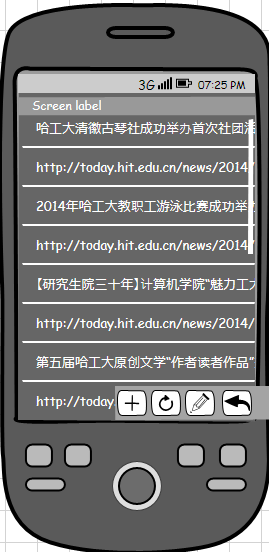 3G 07:25 PM
Screen label
哈工大清徽古琴社成功举办首次社团活
http://today.hit.edu.cn/news/2014/
2014年哈工大教职工游泳比赛成功举
http://today.hit.edu.cn/news/2014/
【研究生院三十年】计算机学院“魅力工大
http://today.hit.edu.cn/news/2014/
第五届哈工大原创文学“作者读者作品”
http://today